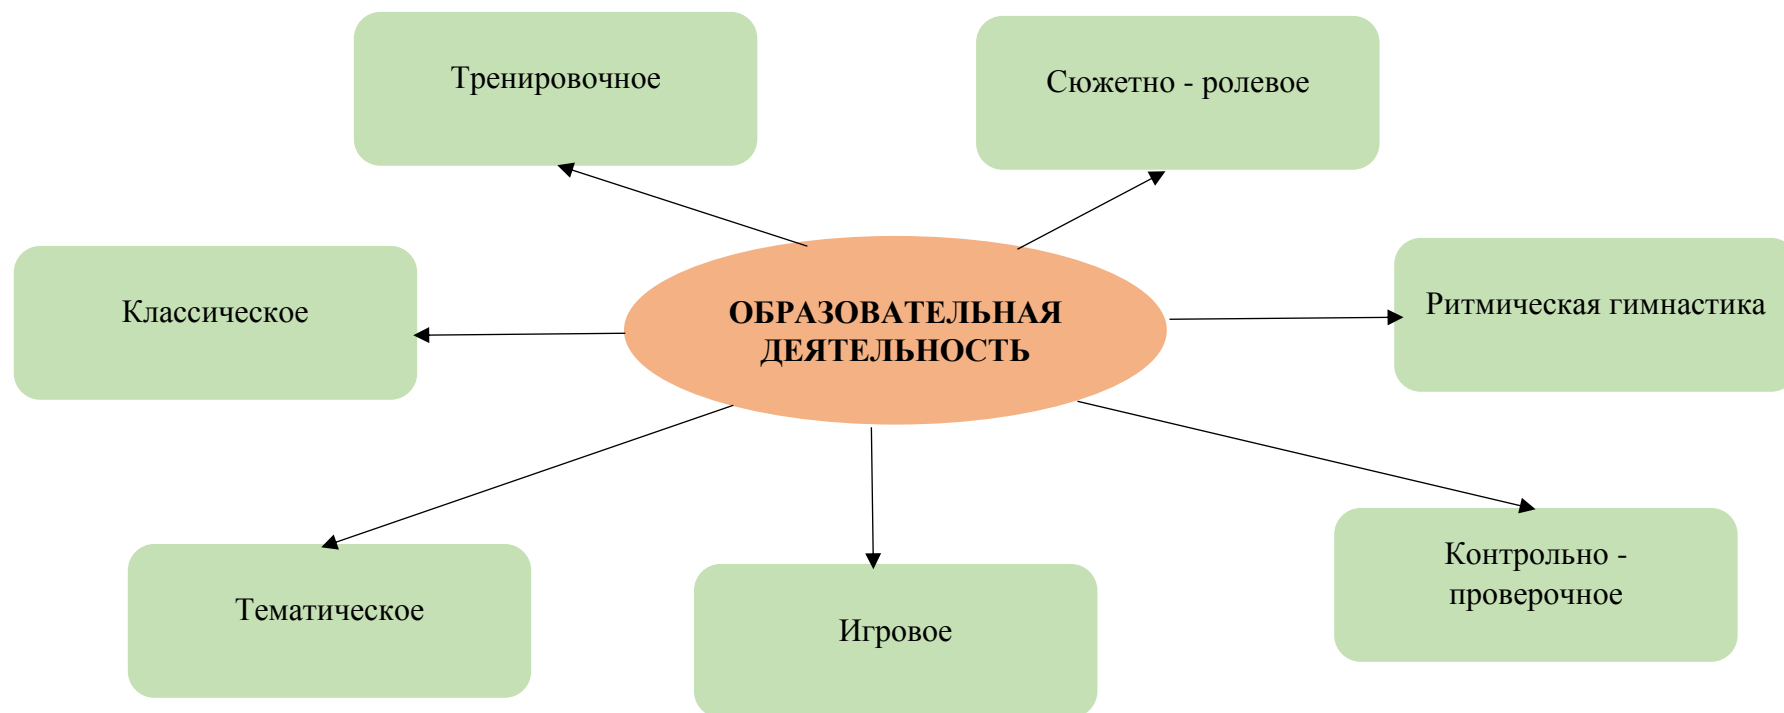 Тренировочное
Сюжетно - ролевое
Классическое
ОБРАЗОВАТЕЛЬНАЯ
ДЕЯТЕЛЬНОСТЬ
Ритмическая гимнастика
Тематическое
Игровое
Контрольно -
проверочное